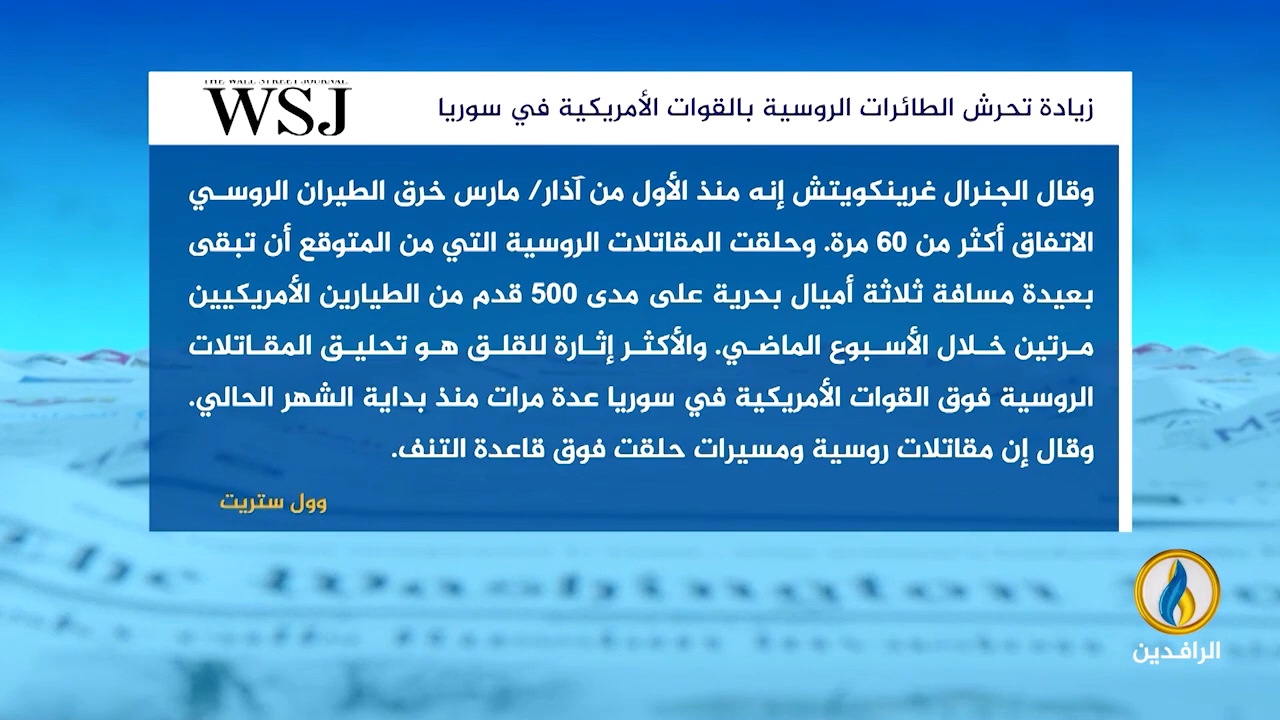 THE WALL STREET JOURNAL
WSJ
زيادة تحرش الطائرات الروسية بالقوات الأمريكية في سوريا
وقال الجنرال غرينكويتش إنه منذ الأول من آذار/ مارس خرق الطيران الروسي
الاتفاق أكثر من 60 مرة. وحلقت المقاتلات الروسية التي من المتوقع أن تبقى
بعيدة مسافة ثلاثة أميال بحرية على مدى 500 قدم من الطيارين الأمريكيين
مرتين خلال الأسبوع الماضي. والأكثر إثارة للقلق هو تحليق المقاتلات
الروسية فوق القوات الأمريكية في سوريا عدة مرات منذ بداية الشهر الحالي.
وقال إن مقاتلات روسية ومسيرات حلقت فوق قاعدة التنف.
وول ستريت
الرافدين